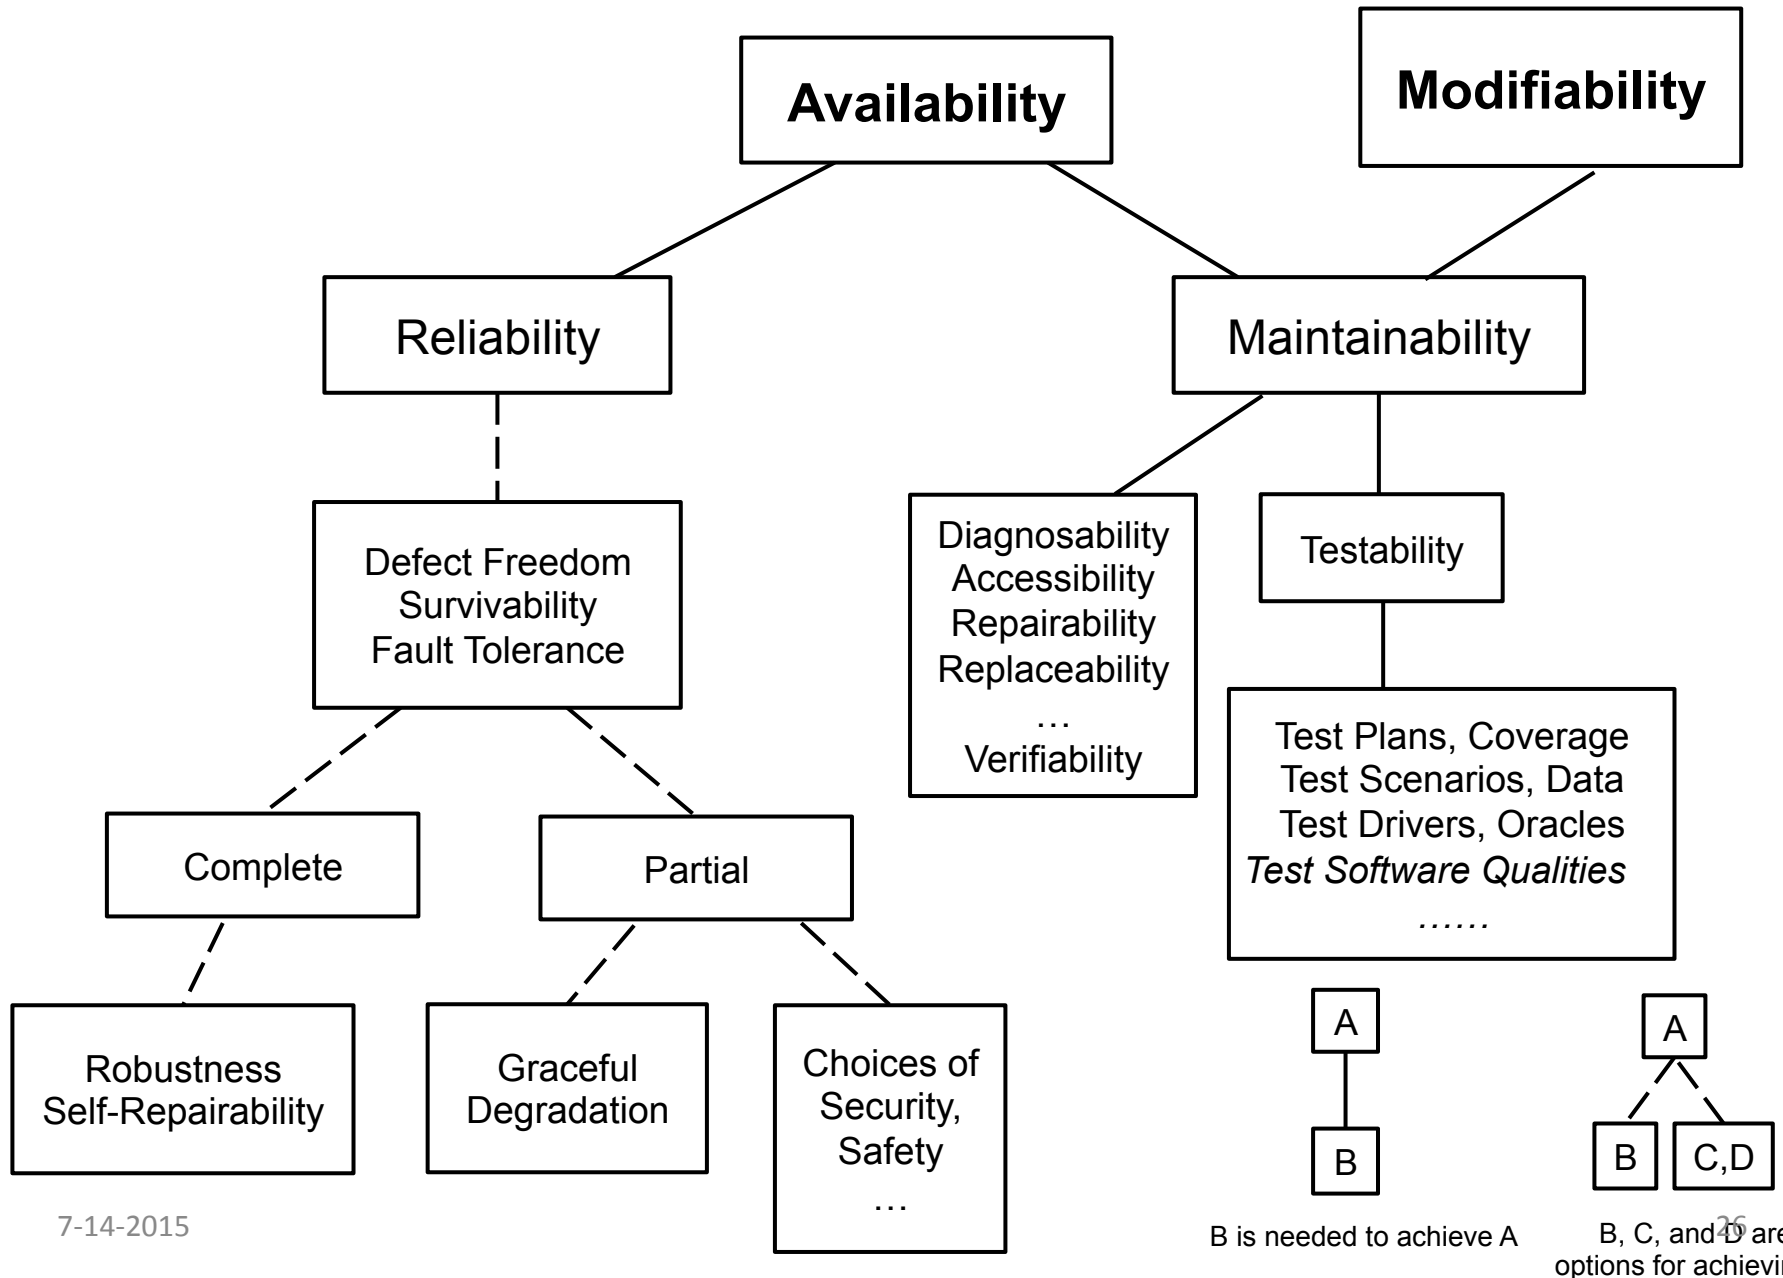 Availability
Modifiability
Reliability
Maintainability
Defect Freedom
Survivability
Fault Tolerance
Diagnosability
Accessibility
Repairability
Replaceability
…
Verifiability
Testability
Test Plans, Coverage
Test Scenarios, Data
Test Drivers, Oracles
Test Software Qualities
……
Complete
Partial
Robustness
Self-Repairability
Graceful
Degradation
Choices of
Security,
Safety
…
A
B
A
B
C,D
7-14-2015
B is needed to achieve A
26
B, C, and D are
options for